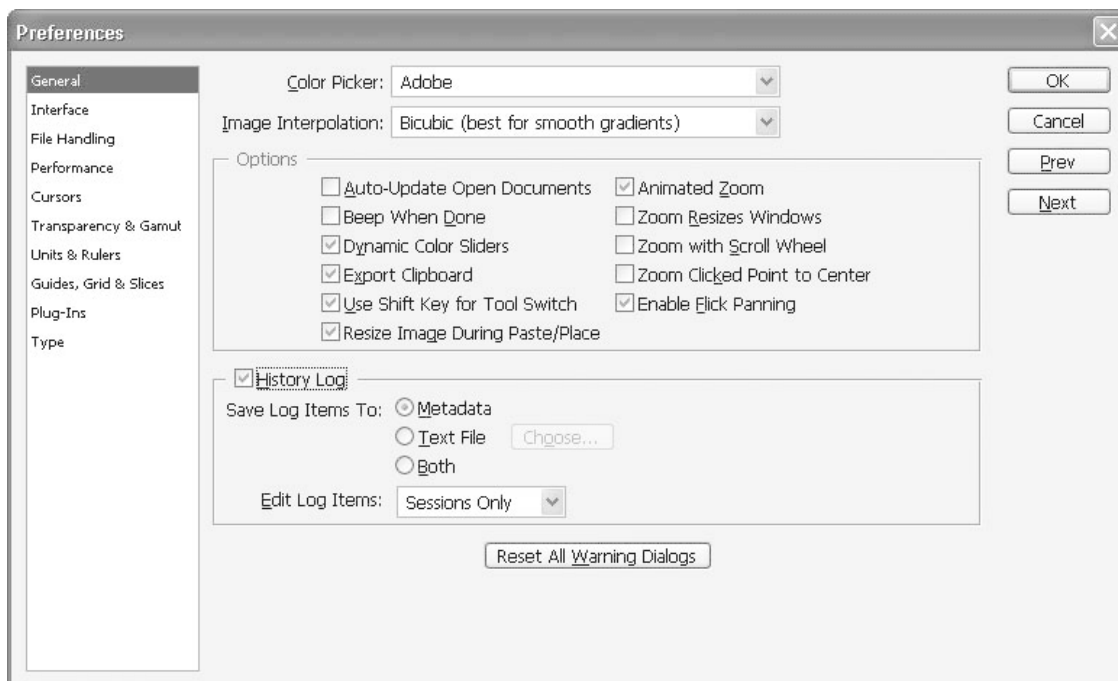 Preferences
General
Interface
File Handling
Performance
Cursors
Transparency & Gamut
Units & Rulers
Guides, Grid & Slices
Plug-Ins
Type
Color Picker: Adobe
Image Interpolation: Bicubic (best for smooth gradients)
Options
Auto-Update Open Documents
Beep When Done
Dynamic Color Sliders
Export Clipboard
Use Shift Key for Tool Switch
Resize Image During Paste/Place
Animated Zoom
Zoom Resizes Windows
Zoom with Scroll Wheel
Zoom Clicked Point to Center
Enable Flick Panning
History Log
Save Log Items To: Metadata
Text File Choose...
Both
Edit Log Items: Sessions Only
Reset All Warning Dialogs
OK
Cancel
Prev
Next